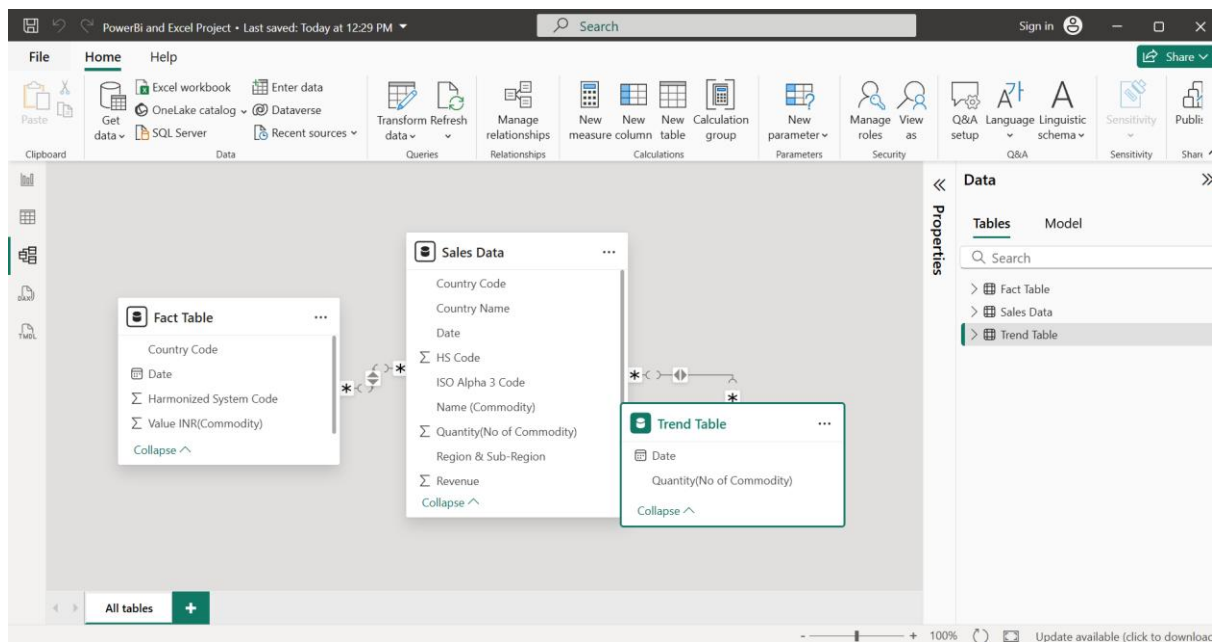 PowerBi and Excel Project • Last saved: Today at 12:29 PM
Search
Sign in
File Home Help
Share
Paste
Get data
Excel workbook
OneLake catalog
SQL Server
Enter data
Dataverse
Recent sources
Transform data
Refresh
Manage relationships
New measure
New column
New table
Calculation group
New parameter
Manage roles
View as
Q&A setup
Language
Linguistic schema
Sensitivity
Publis
Clipboard
Data
Queries
Relationships
Calculations
Parameters
Security
Q&A
Sensitivity
Share
DAX
TMDL
Fact Table
Country Code
Date
Σ Harmonized System Code
Σ Value INR(Commodity)
Collapse
Sales Data
Country Code
Country Name
Date
Σ HS Code
ISO Alpha 3 Code
Name (Commodity)
Σ Quantity(No of Commodity)
Region & Sub-Region
Σ Revenue
Collapse
*
*
*
*
Trend Table
Date
Quantity(No of Commodity)
Collapse
Properties
Data
Tables Model
Search
Fact Table
Sales Data
Trend Table
All tables
+
- + 100%
Update available (click to download